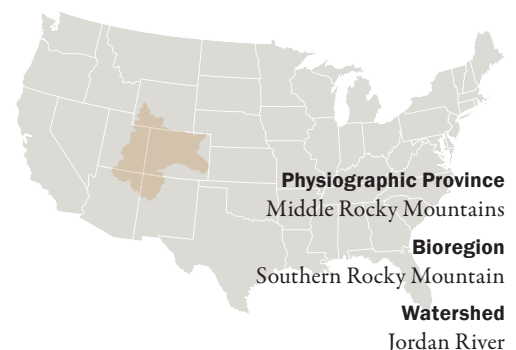 Physiographic Province
Middle Rocky Mountains
Bioregion
Southern Rocky Mountain
Watershed
Jordan River